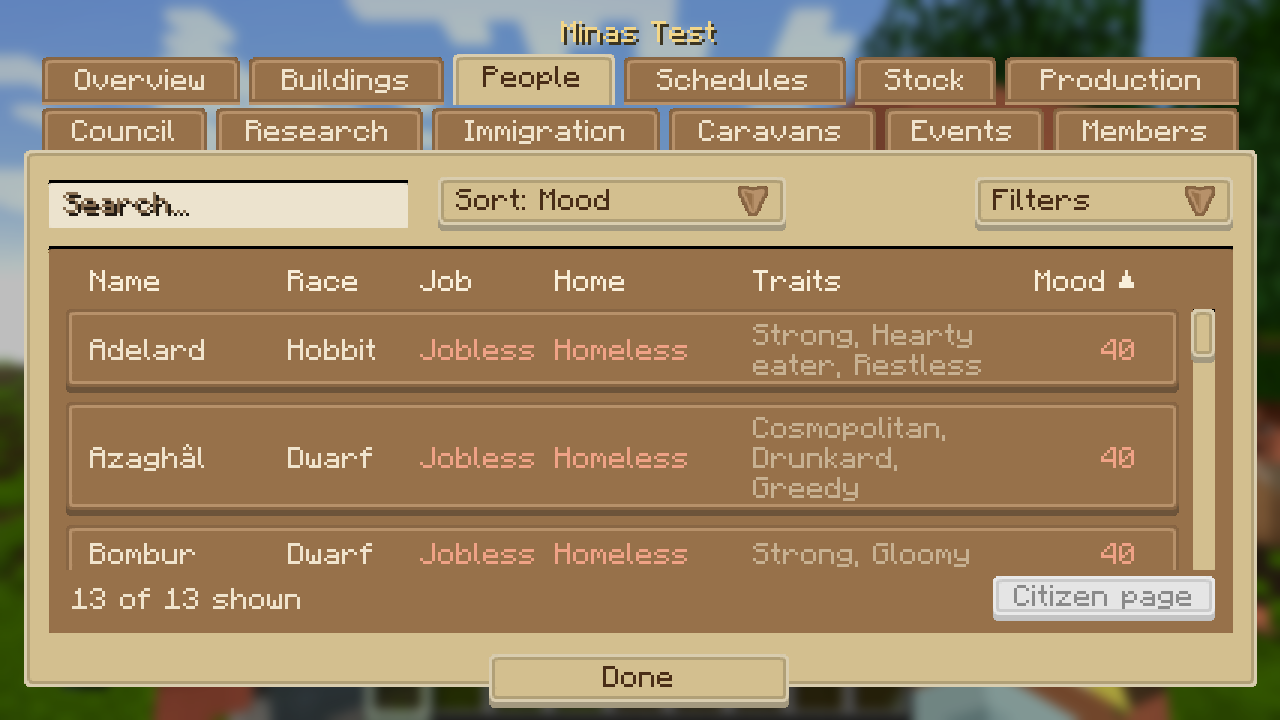 Minas Test
Overview Buildings People Schedules Stock Production
Council Research Immigration Caravans Events Members
Search... Sort: Mood Filters
Name Race Job Home Traits Mood ▲
Adelard Hobbit Jobless Homeless Strong, Hearty eater, Restless 40
Azaghâl Dwarf Jobless Homeless Cosmopolitan, Drunkard, Greedy 40
Bombur Dwarf Jobless Homeless Strong, Gloomy 40
13 of 13 shown Citizen page
Done